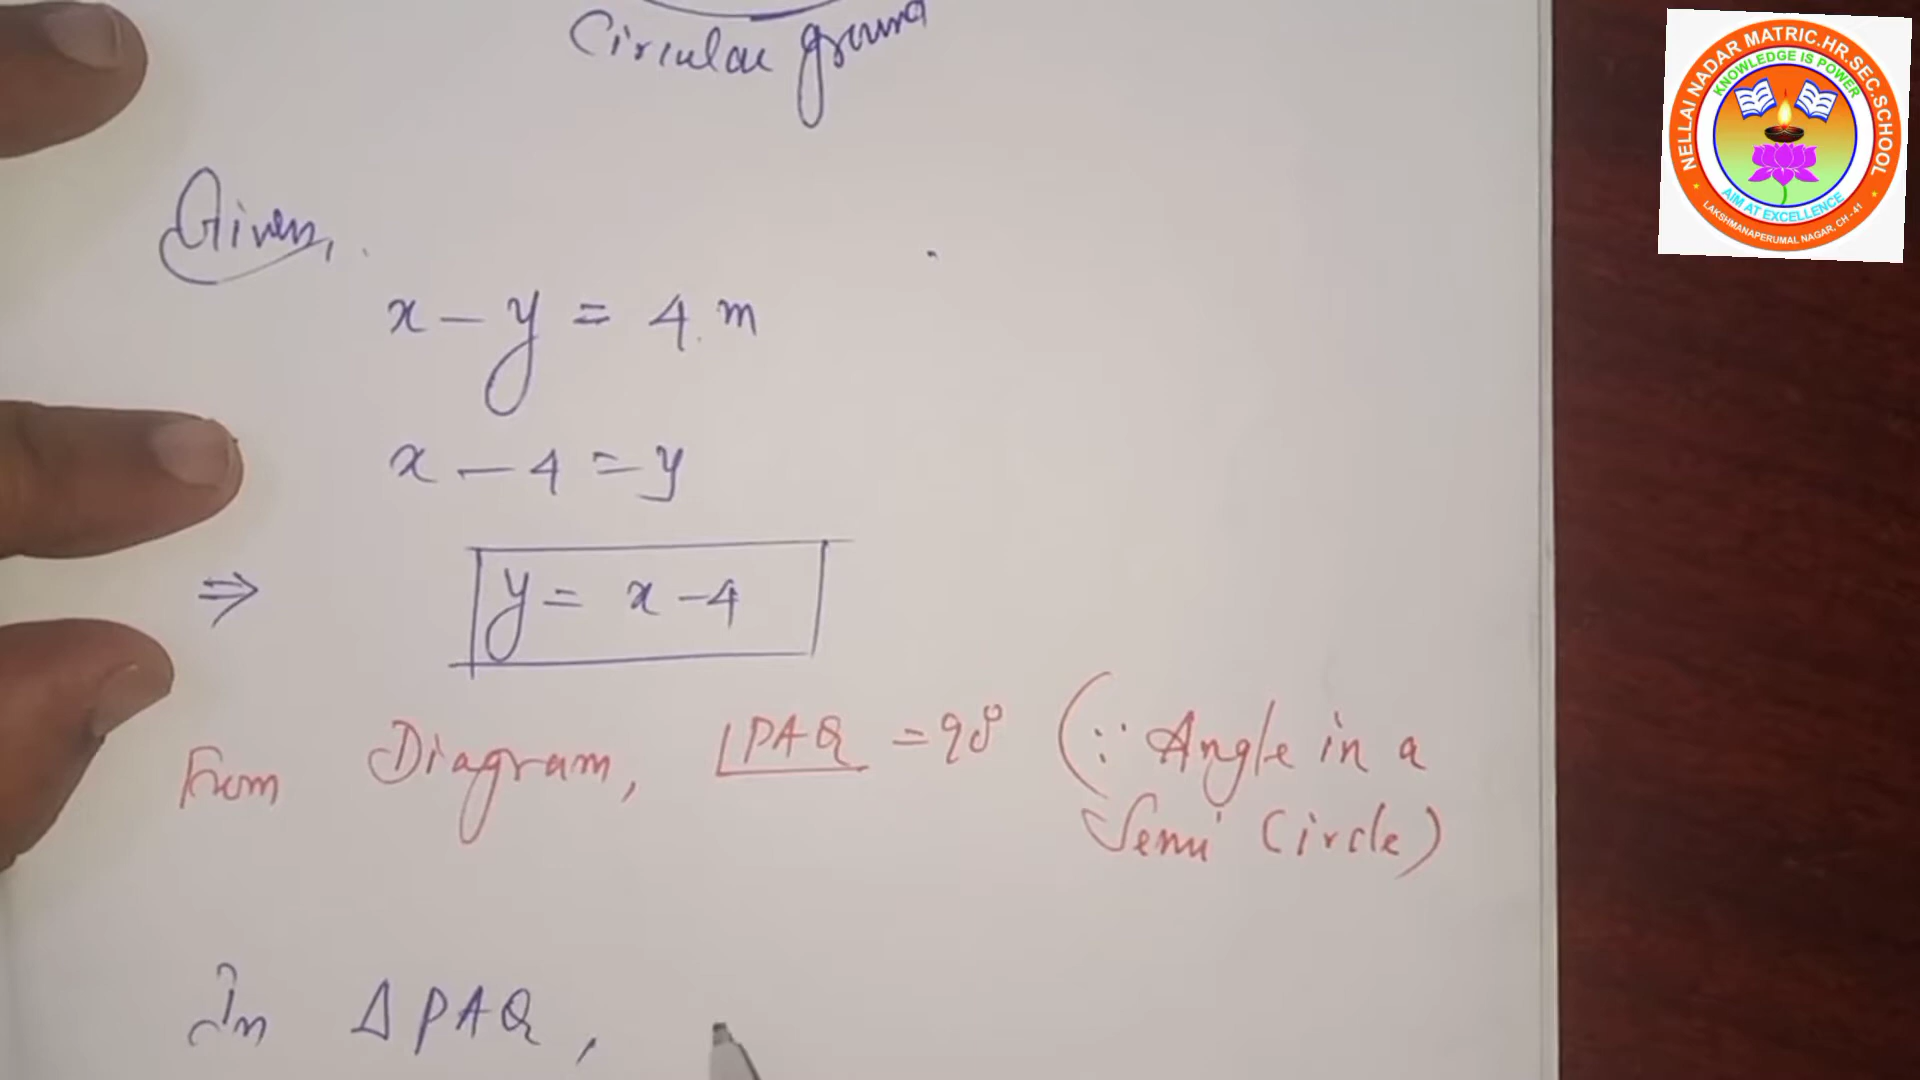 Circular ground
Given,
x - y = 4 m
x - 4 = y
⇒ y = x - 4
From Diagram, ∠PAQ = 90° (∵ Angle in a
Semi Circle)
In ΔPAQ,
NELLAI NADAR MATRIC.HR.SEC.SCHOOL
KNOWLEDGE IS POWER
AIM AT EXCELLENCE
LAKSHMANAPERUMAL NAGAR, CH - 41